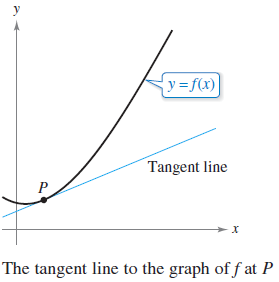 y
y = f(x)
Tangent line
P
x
The tangent line to the graph of f at P